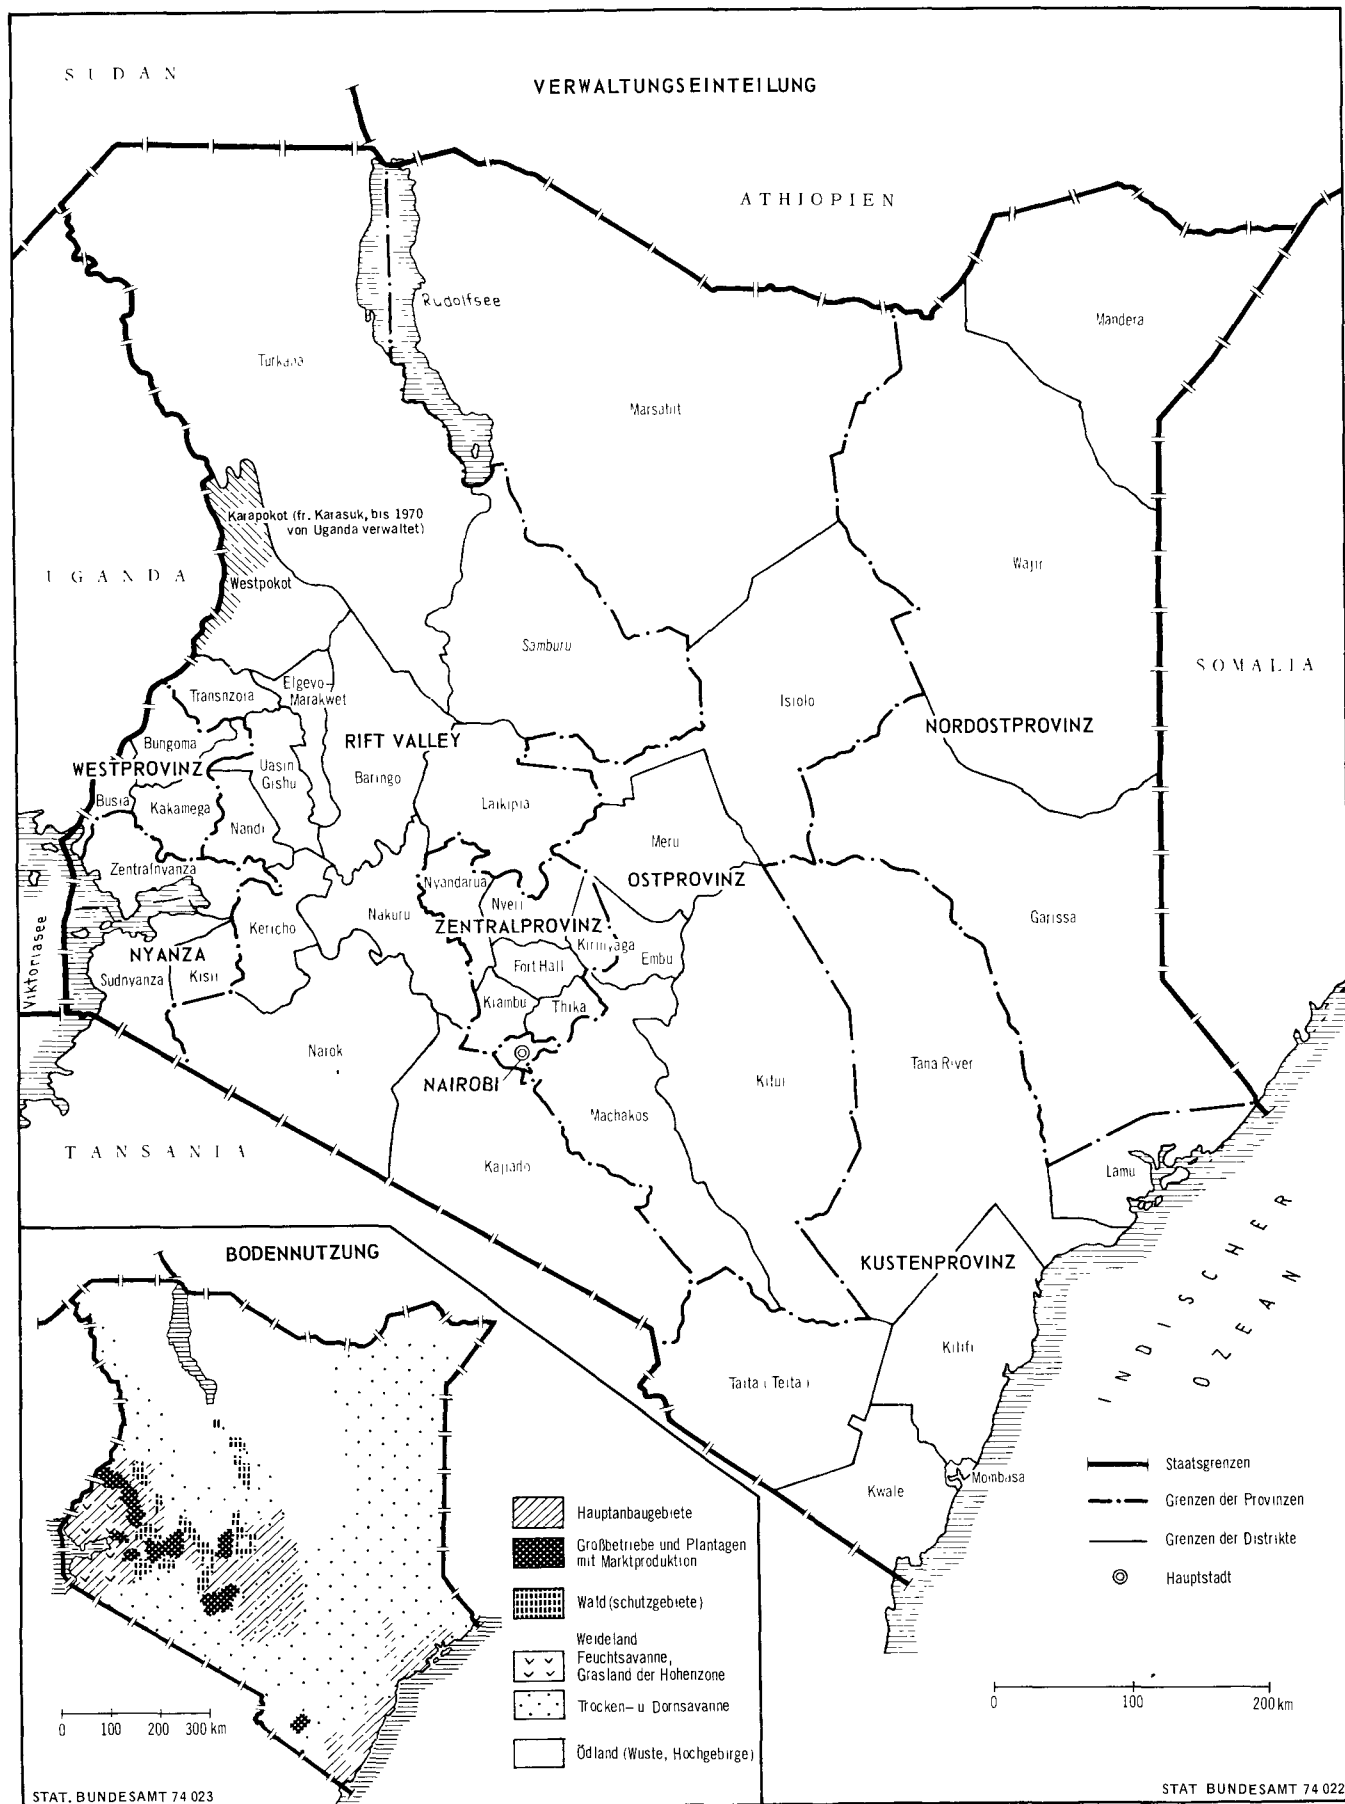 SUDAN
VERWALTUNGSEINTEILUNG
ATHIOPIEN
Rudolfsee
Mandera
Turkana
Marsabit
Karapokot (fr. Karasuk, bis 1970
von Uganda verwaltet)
UGANDA
Westpokot
Wajir
Samburu
SOMALIA
Elgeyo-
Marakwet
Transnzoia
Isiolo
NORDOSTPROVINZ
Bungoma
RIFT VALLEY
WESTPROVINZ
Uasin
Gishu
Baringo
Busia
Kakamega
Laikipia
Nandi
Meru
Zentralnyanza
Nyandarua
OSTPROVINZ
Nyeri
Nakuru
Garissa
Kericho
ZENTRALPROVINZ
Kirinyaga
NYANZA
Embu
Viktoriasee
Sudnyanza
Kisii
Fort Hall
Kiambu
Thika
Narok
Tana River
NAIROBI
Kitui
Machakos
TANSANIA
Kajiado
Lamu
INDISCHER
OZEAN
BODENNUTZUNG
KUSTENPROVINZ
Kilifi
Taita (Teita)
Staatsgrenzen
Mombasa
Kwale
Grenzen der Provinzen
Hauptanbaugebiete
Grenzen der Distrikte
Großbetriebe und Plantagen
mit Marktproduktion
Hauptstadt
Wald (schutzgebiete)
Weideland
Feuchtsavanne,
Grasland der Hohenzone
0 100 200 km
Trocken- u Dornsavanne
0 100 200 300 km
Ödland (Wuste, Hochgebirge)
STAT. BUNDESAMT 74 023
STAT BUNDESAMT 74 022